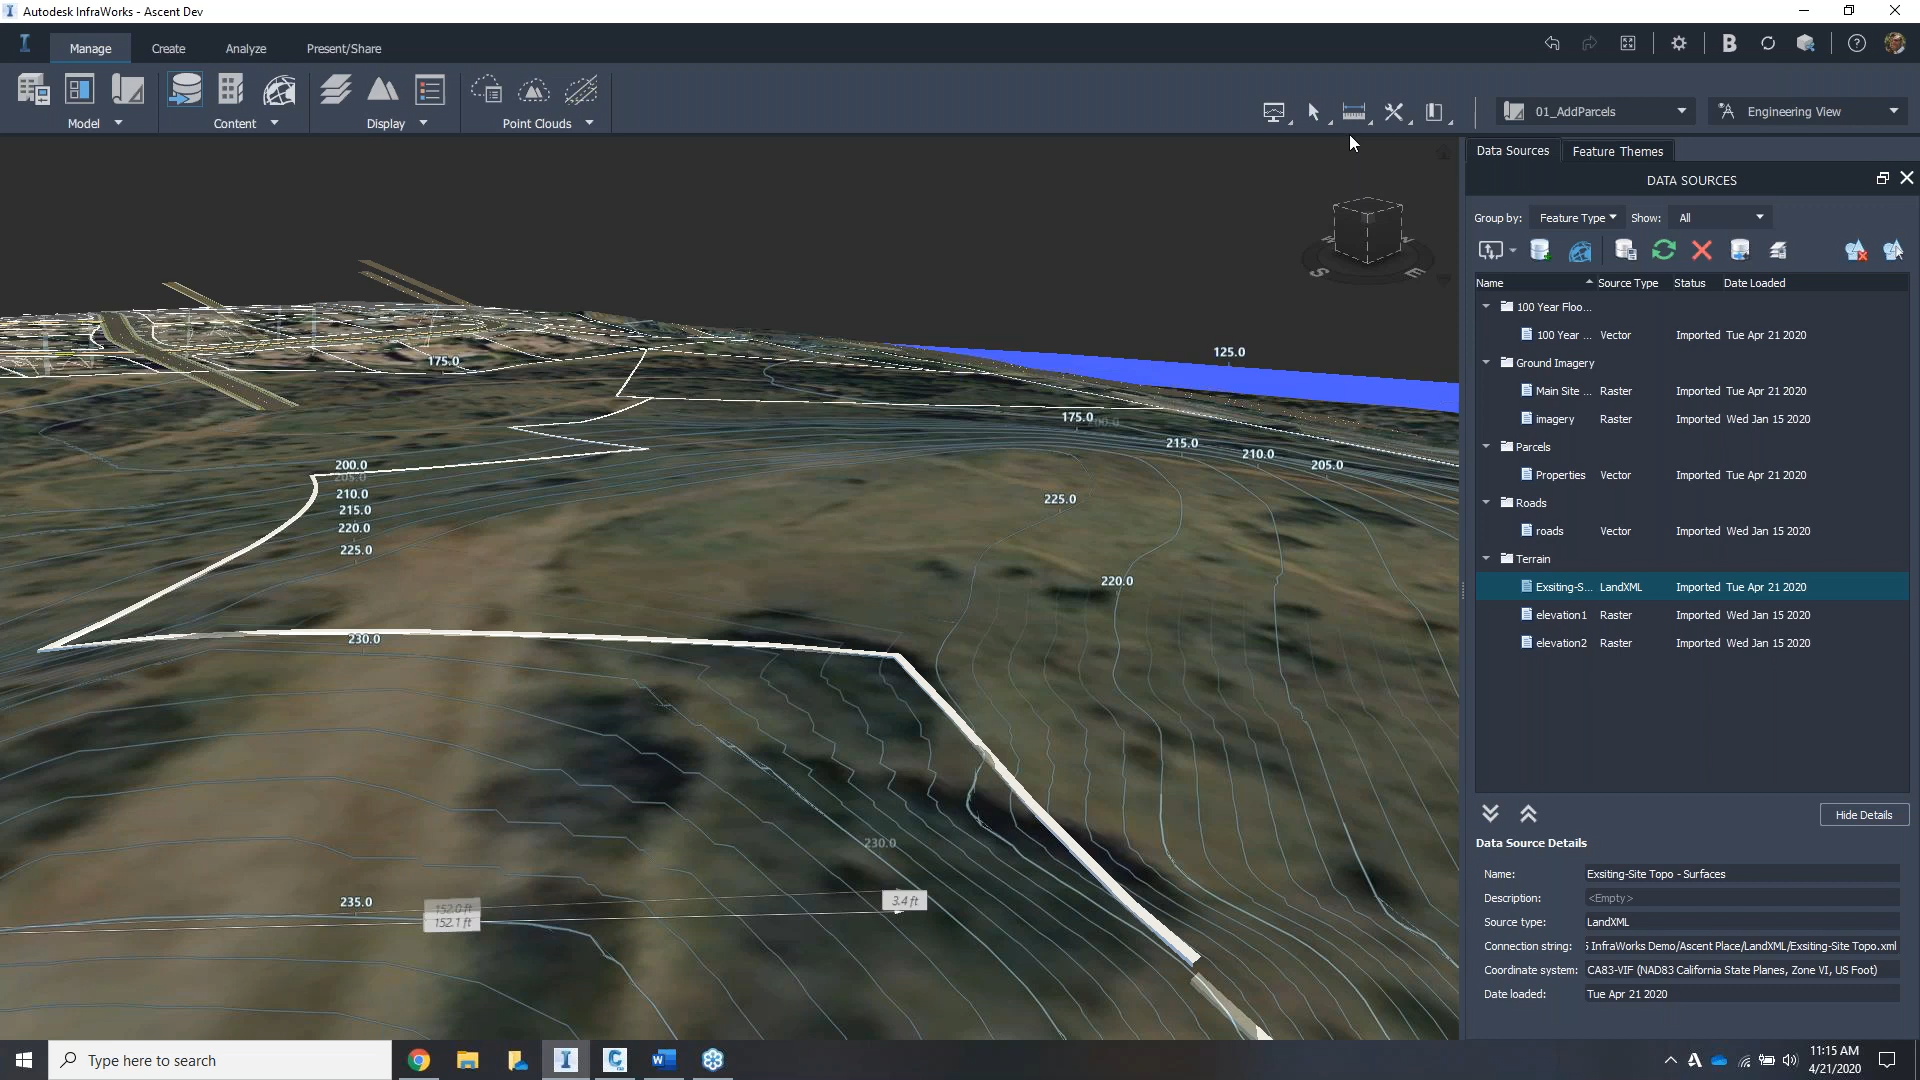 Autodesk InfraWorks - Ascent Dev
Manage Create Analyze Present/Share
Model Content Display Point Clouds
01_AddParcels Engineering View
Data Sources Feature Themes
DATA SOURCES
Group by: Feature Type Show: All
Name Source Type Status Date Loaded
100 Year Floo...
100 Year ... Vector Imported Tue Apr 21 2020
Ground Imagery
Main Site ... Raster Imported Tue Apr 21 2020
imagery Raster Imported Wed Jan 15 2020
Parcels
Properties Vector Imported Tue Apr 21 2020
Roads
roads Vector Imported Wed Jan 15 2020
Terrain
Exsiting-S... LandXML Imported Tue Apr 21 2020
elevation1 Raster Imported Wed Jan 15 2020
elevation2 Raster Imported Wed Jan 15 2020
Hide Details
Data Source Details
Name: Exsiting-Site Topo - Surfaces
Description: <Empty>
Source type: LandXML
Connection string: InfraWorks Demo/Ascent Place/LandXML/Exsiting-Site Topo.xml
Coordinate system: CA83-VIF (NAD83 California State Planes, Zone VI, US Foot)
Date loaded: Tue Apr 21 2020
S E
125.0
175.0
175.0
215.0
210.0
205.0
200.0
205.0
210.0
215.0
220.0
225.0
225.0
220.0
230.0
230.0
235.0
152.0 ft
152.1 ft
3.4 ft
Type here to search
11:15 AM
4/21/2020